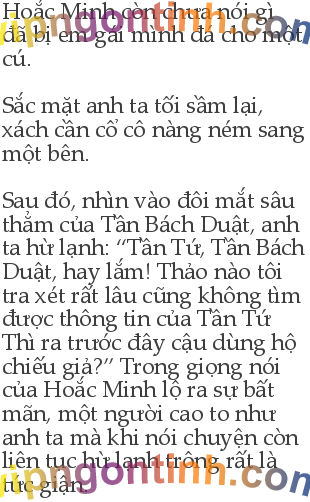 Hoắc Minh còn chưa nói gì
đã bị em gái mình đá cho một
cú.
Sắc mặt anh ta tối sầm lại,
xách cần cổ cô nàng ném sang
một bên.
Sau đó, nhìn vào đôi mắt sâu
thẳm của Tần Bách Duật, anh
ta hừ lạnh: “Tần Tứ, Tần Bách
Duật, hay lắm! Thảo nào tôi
tra xét rất lâu cũng không tìm
được thông tin của Tần Tứ
Thì ra trước đây cậu dùng hộ
chiếu giả?” Trong giọng nói
của Hoắc Minh lộ ra sự bất
mãn, một người cao to như
anh ta mà khi nói chuyện còn
liên tục hừ lạnh trông rất là
tức giận.
vipngontinh.com
vipngontinh.com